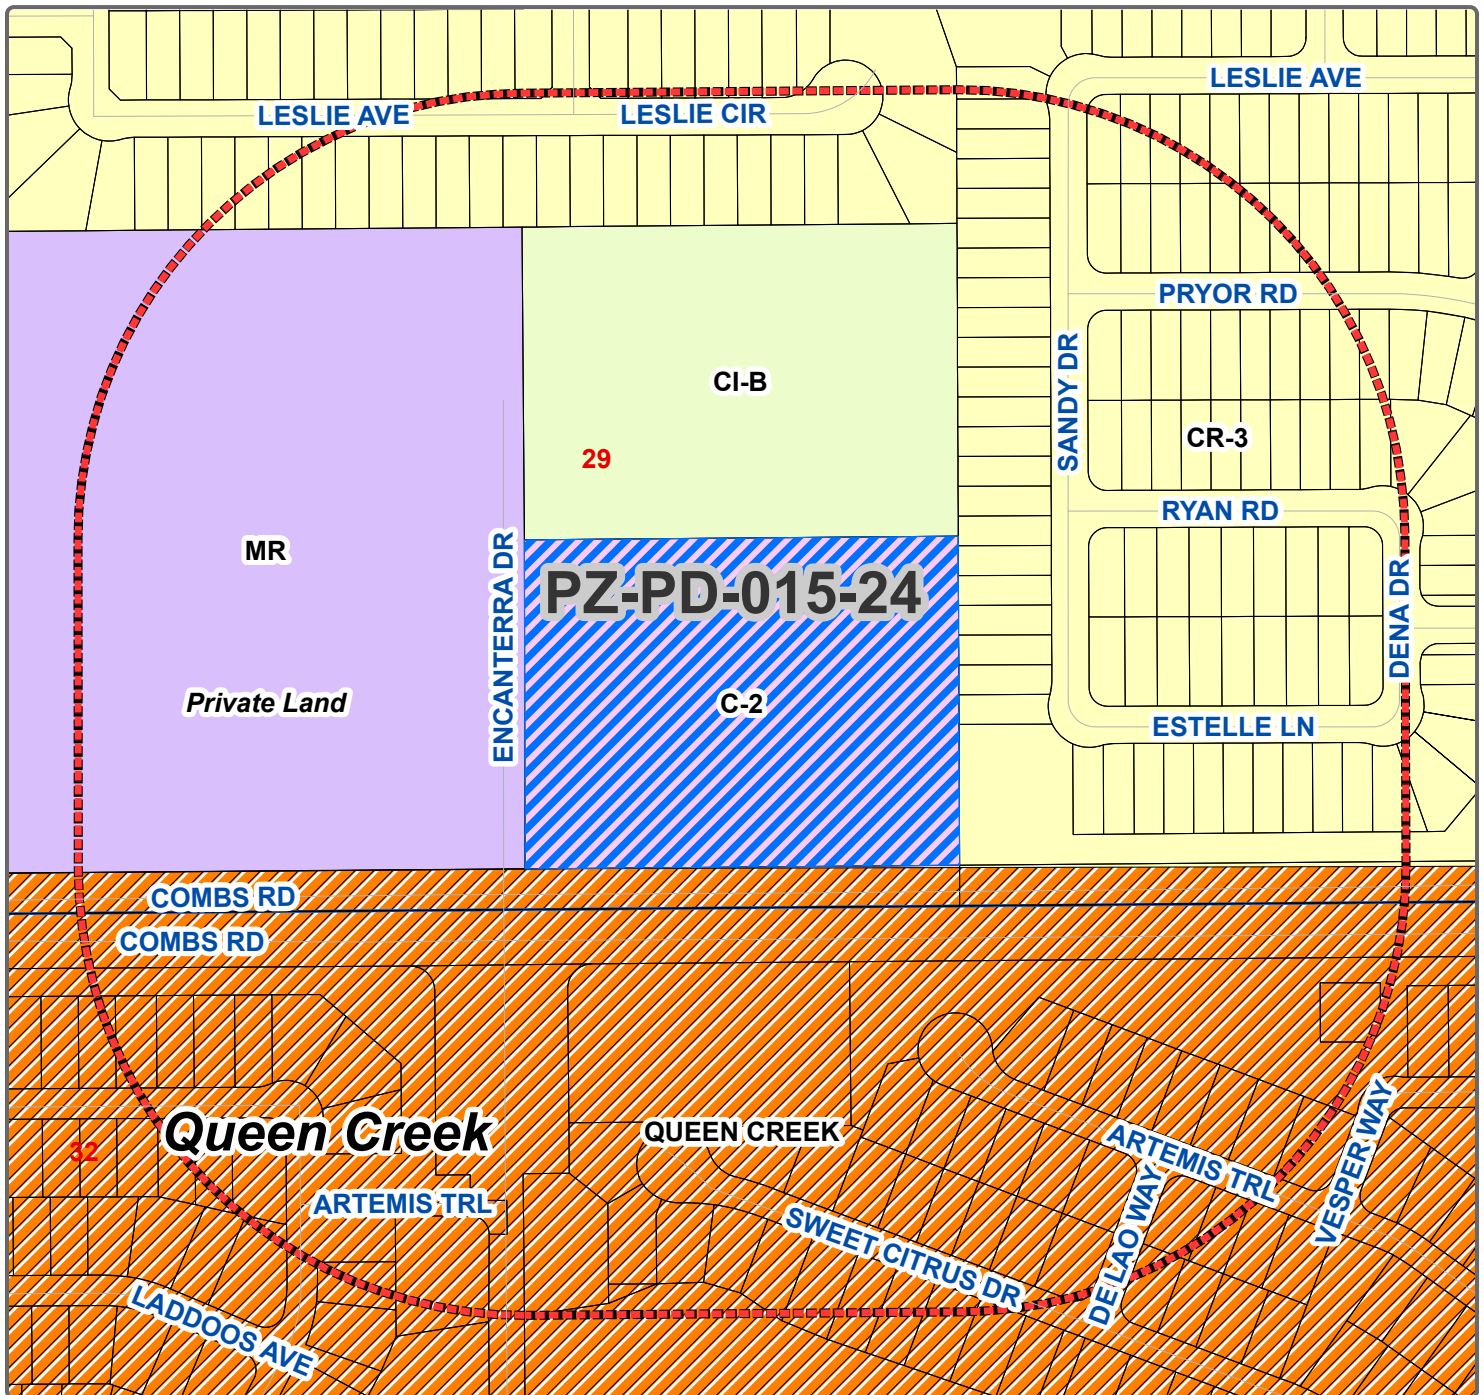 LESLIE AVE
LESLIE AVE
LESLIE CIR
PRYOR RD
SANDY DR
CI-B
CR-3
29
RYAN RD
MR
ENCANTERRA DR
PZ-PD-015-24
DENA DR
Private Land
C-2
ESTELLE LN
COMBS RD
COMBS RD
Queen Creek
QUEEN CREEK
32
ARTEMIS TRL
VESPER WAY
ARTEMIS TRL
DE LAO WAY
SWEET CITRUS DR
LADDOOS AVE